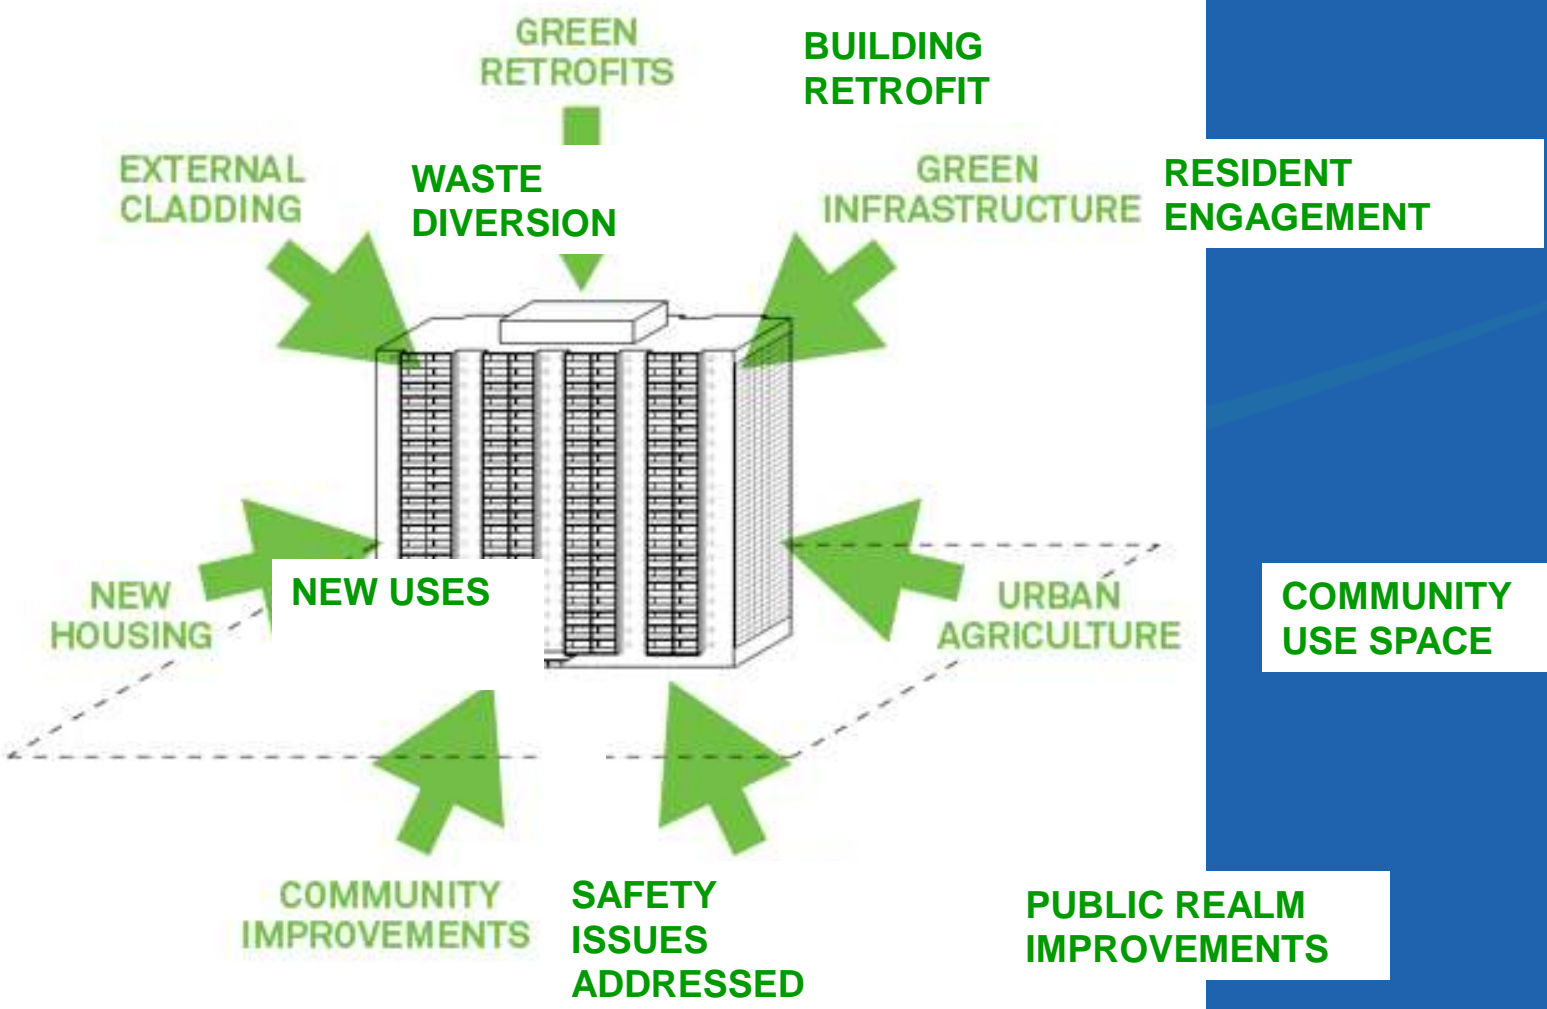 GREEN
RETROFITS
BUILDING
RETROFIT
EXTERNAL
CLADDING
WASTE
DIVERSION
GREEN
INFRASTRUCTURE
RESIDENT
ENGAGEMENT
NEW
HOUSING
NEW USES
URBAN
AGRICULTURE
COMMUNITY
USE SPACE
COMMUNITY
IMPROVEMENTS
SAFETY
ISSUES
ADDRESSED
PUBLIC REALM
IMPROVEMENTS